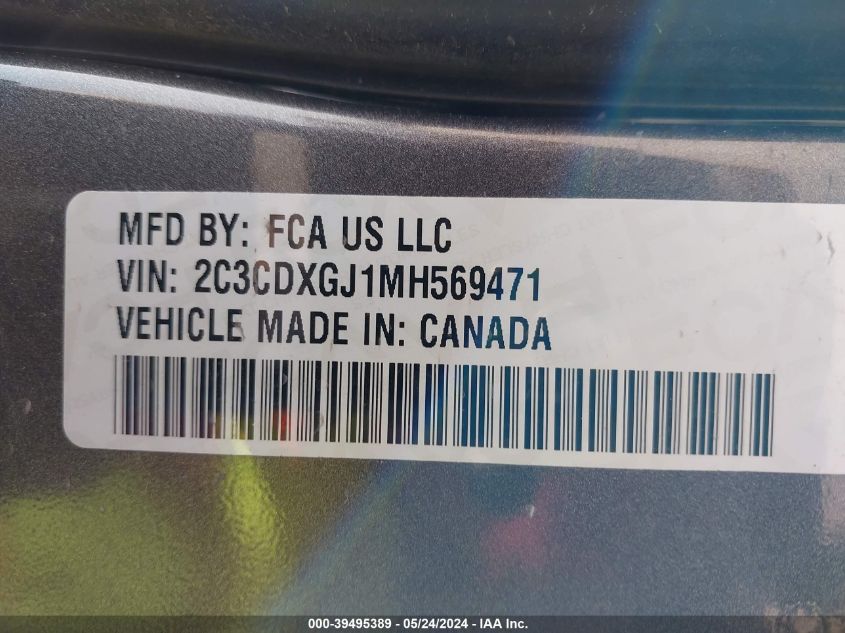 MFD BY: FCA US LLC
VIN: 2C3CDXGJ1MH569471
VEHICLE MADE IN: CANADA
000-39495389 - 05/24/2024 - IAA Inc.